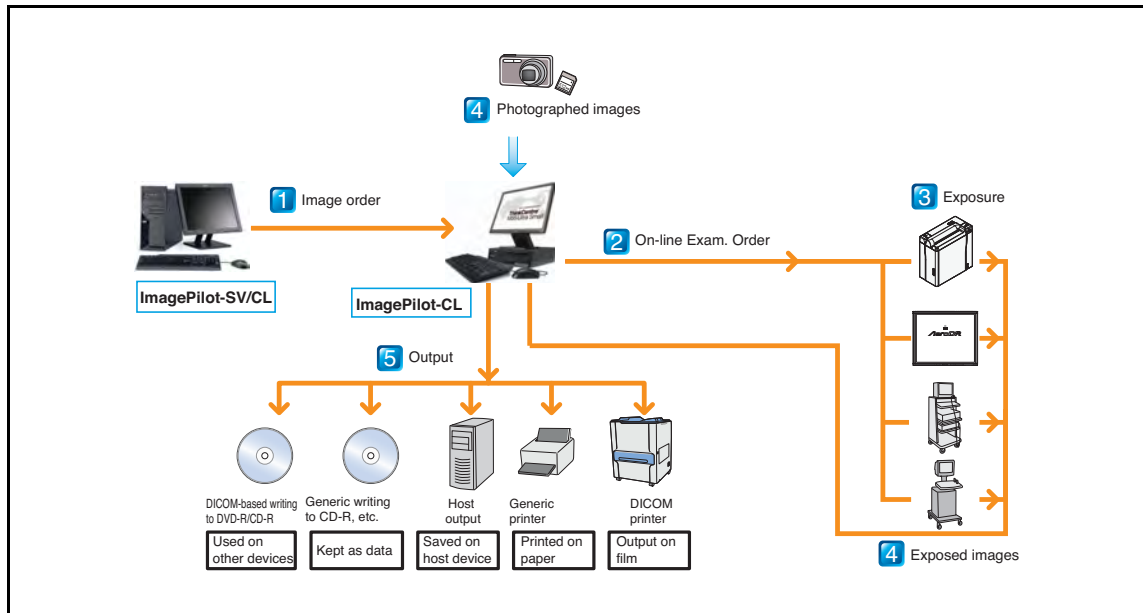 4 Photographed images
1 Image order
3 Exposure
2 On-line Exam. Order
ImagePilot-SV/CL
ImagePilot-CL
AeroDR
5 Output
DICOM-based writing
to DVD-R/CD-R
Generic writing
to CD-R, etc.
Host
output
Generic
printer
DICOM
printer
Used on
other devices
Kept as data
Saved on
host device
Printed on
paper
Output on
film
4 Exposed images